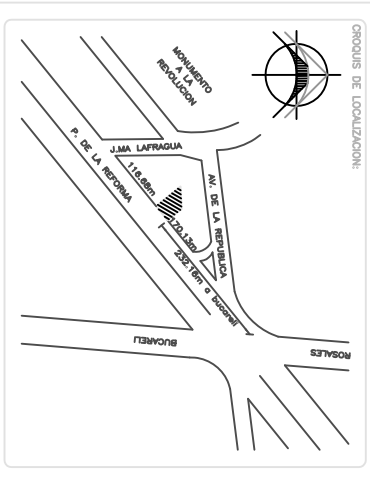 CROQUIS DE LOCALIZACION:
MONUMENTO
A LA
REVOLUCION
J.MA LAFRAGUA
P. DE LA REFORMA
116.68m
AV. DE LA REPUBLICA
170.13m
232.16m a bucareli
BUCARELI
ROSALES